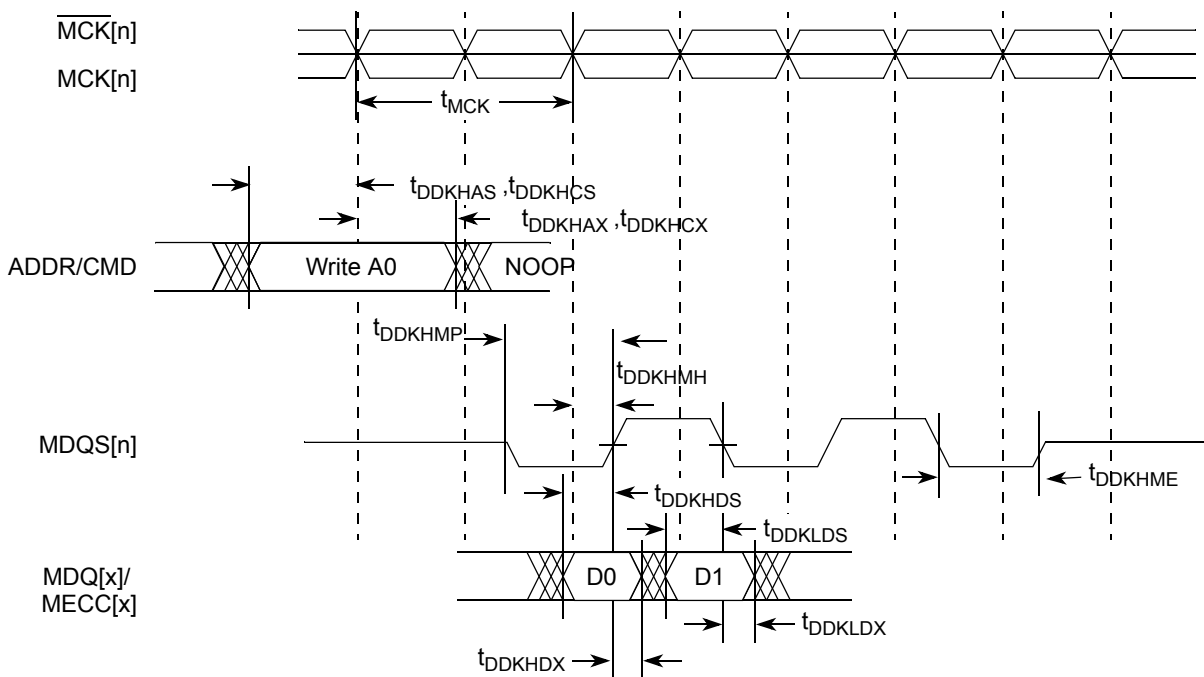 MCK[n]
MCK[n]
tMCK
tDDKHAS ,tDDKHCS
tDDKHAX ,tDDKHCX
ADDR/CMD
Write A0
NOOP
tDDKHMP
tDDKHMH
MDQS[n]
tDDKHME
tDDKHDS
tDDKLDS
MDQ[x]/
MECC[x]
D0
D1
tDDKLDX
tDDKHDX